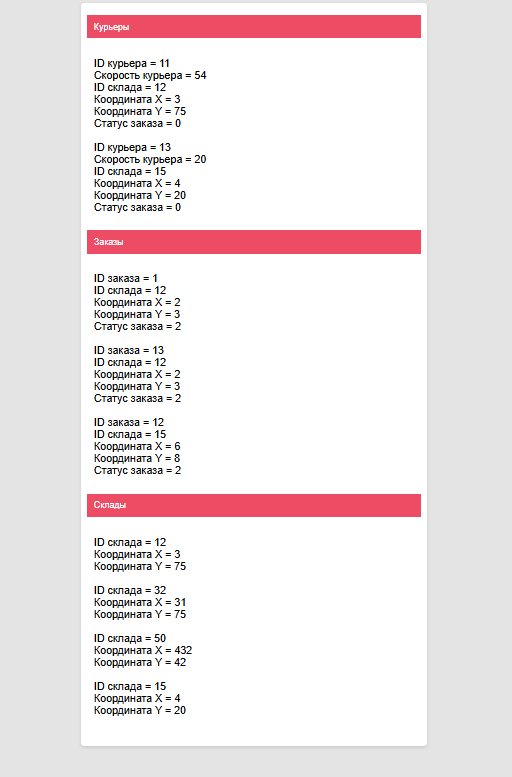 Курьеры
ID курьера = 11
Скорость курьера = 54
ID склада = 12
Координата X = 3
Координата Y = 75
Статус заказа = 0
ID курьера = 13
Скорость курьера = 20
ID склада = 15
Координата X = 4
Координата Y = 20
Статус заказа = 0
Заказы
ID заказа = 1
ID склада = 12
Координата X = 2
Координата Y = 3
Статус заказа = 2
ID заказа = 13
ID склада = 12
Координата X = 2
Координата Y = 3
Статус заказа = 2
ID заказа = 12
ID склада = 15
Координата X = 6
Координата Y = 8
Статус заказа = 2
Склады
ID склада = 12
Координата X = 3
Координата Y = 75
ID склада = 32
Координата X = 31
Координата Y = 75
ID склада = 50
Координата X = 432
Координата Y = 42
ID склада = 15
Координата X = 4
Координата Y = 20